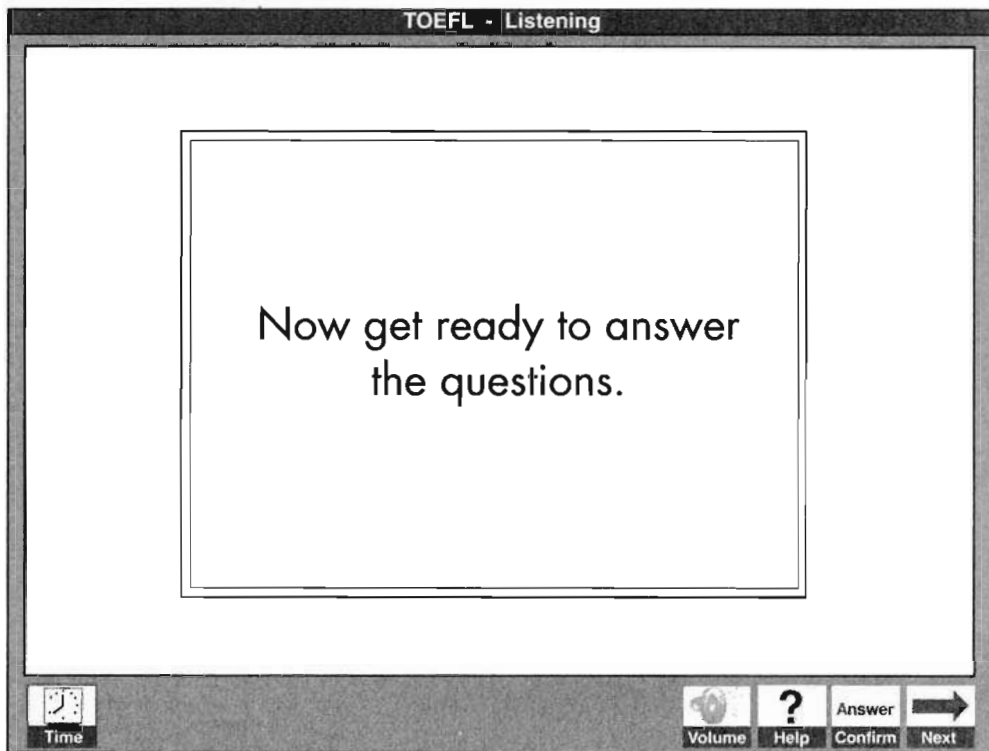 TOEFL - Listening
Now get ready to answer
the questions.
Time
Volume
?
Help
Answer
Confirm
Next